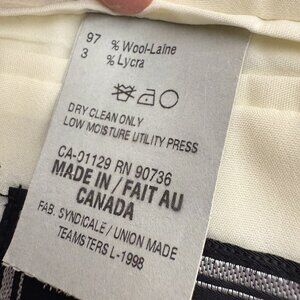 97 % Wool-Laine
3 % Lycra
DRY CLEAN ONLY
LOW MOISTURE UTILITY PRESS
CA-01129 RN 90736
MADE IN / FAIT AU
CANADA
FAB. SYNDICALE / UNION MADE
TEAMSTERS L-1998